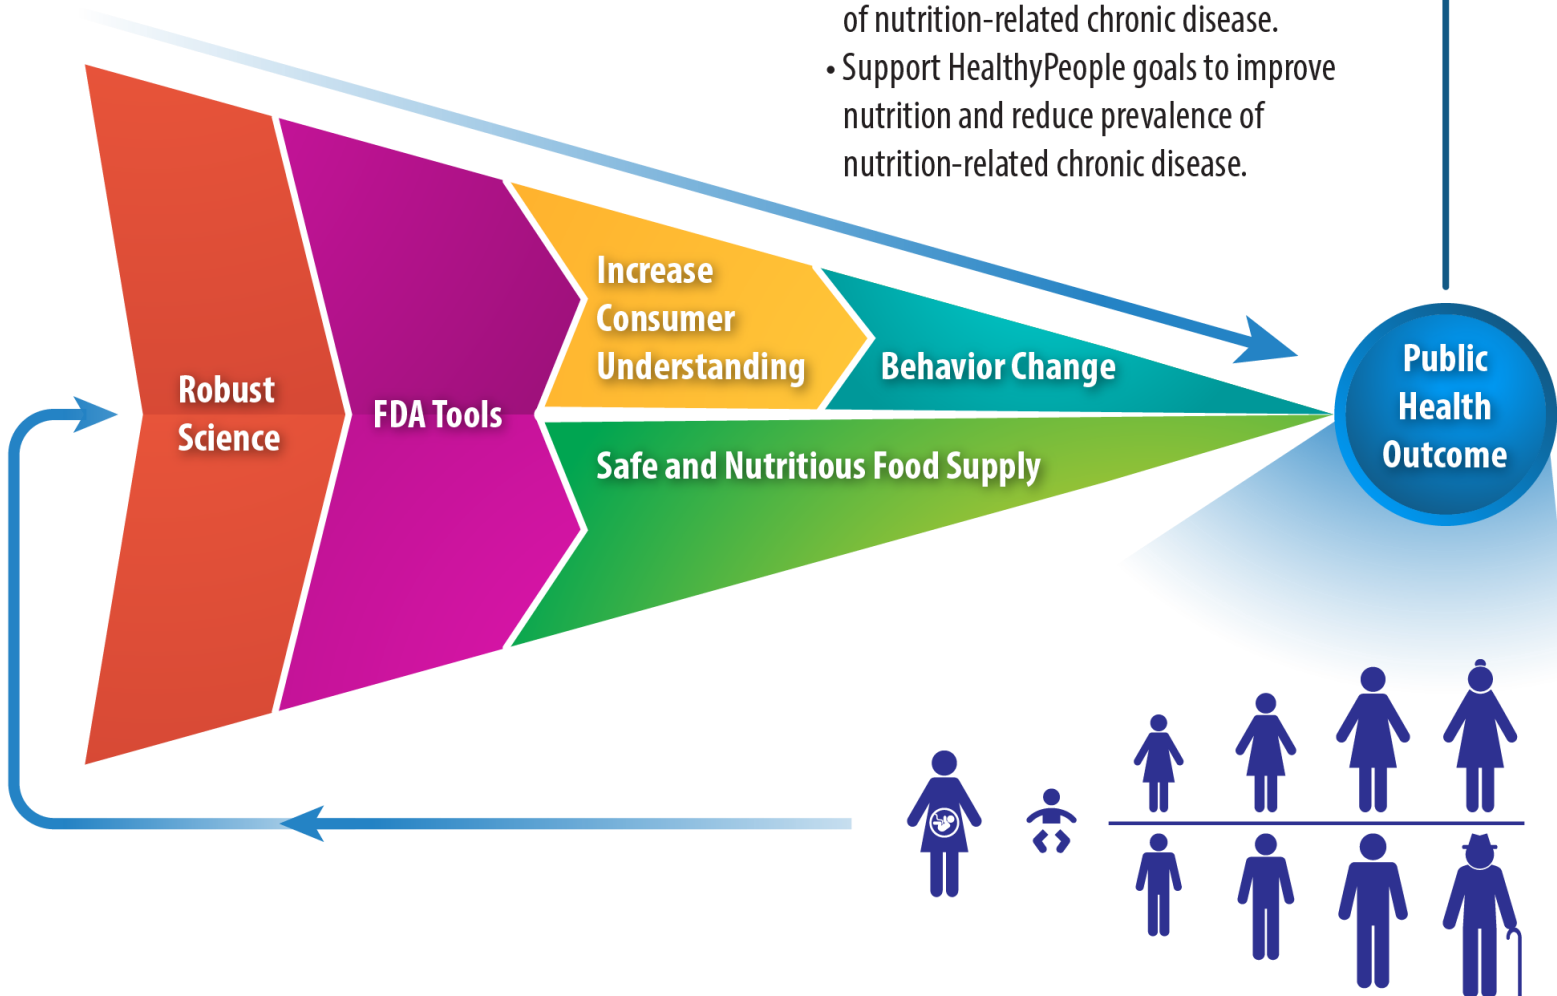 of nutrition-related chronic disease.
• Support HealthyPeople goals to improve
nutrition and reduce prevalence of
nutrition-related chronic disease.
Robust
Science
FDA Tools
Increase
Consumer
Understanding
Behavior Change
Safe and Nutritious Food Supply
Public
Health
Outcome